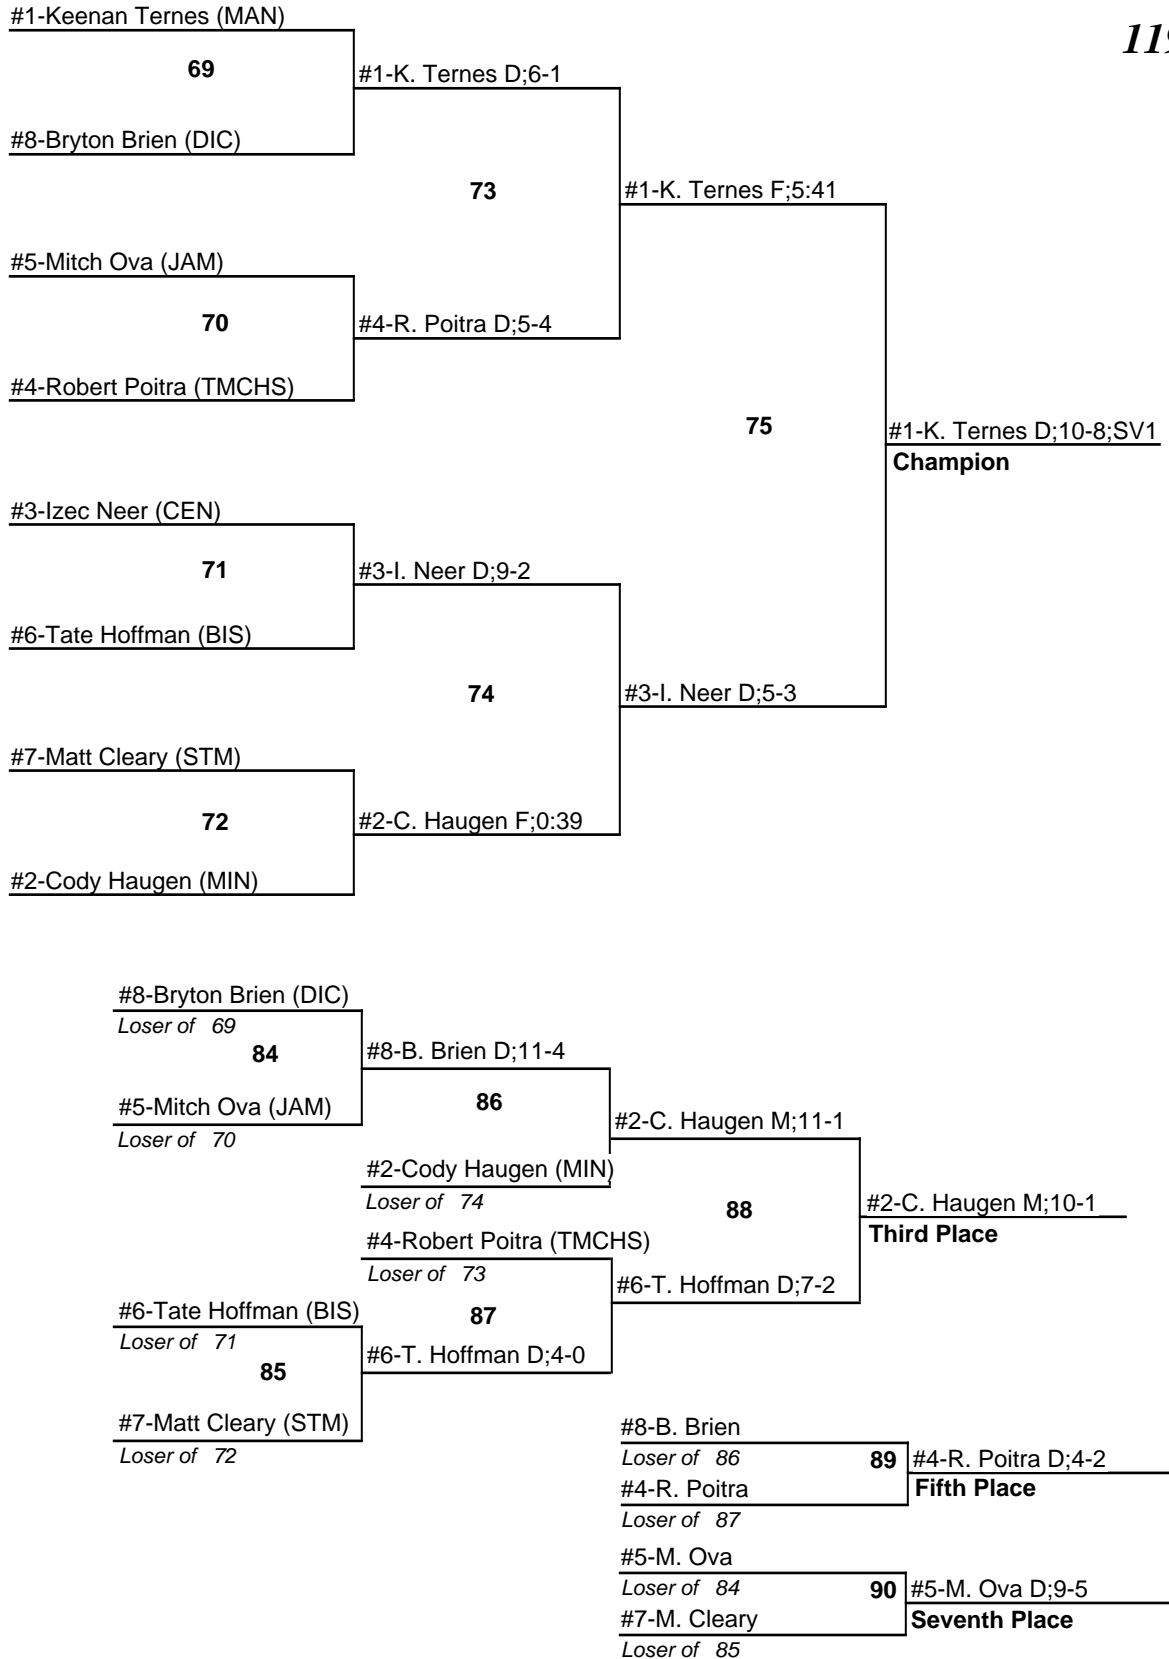 #1-Keenan Ternes (MAN)
119
69
#1-K. Ternes D;6-1
#8-Bryton Brien (DIC)
73
#1-K. Ternes F;5:41
#5-Mitch Ova (JAM)
70
#4-R. Poitra D;5-4
#4-Robert Poitra (TMCHS)
75
#1-K. Ternes D;10-8;SV1
Champion
#3-Izec Neer (CEN)
71
#3-I. Neer D;9-2
#6-Tate Hoffman (BIS)
74
#3-I. Neer D;5-3
#7-Matt Cleary (STM)
72
#2-C. Haugen F;0:39
#2-Cody Haugen (MIN)
#8-Bryton Brien (DIC)
Loser of 69
84
#8-B. Brien D;11-4
#5-Mitch Ova (JAM)
Loser of 70
86
#2-C. Haugen M;11-1
#2-Cody Haugen (MIN)
Loser of 74
88
#2-C. Haugen M;10-1
Third Place
#4-Robert Poitra (TMCHS)
Loser of 73
#6-T. Hoffman D;7-2
#6-Tate Hoffman (BIS)
Loser of 71
87
#6-T. Hoffman D;4-0
85
#7-Matt Cleary (STM)
Loser of 72
#8-B. Brien
Loser of 86
89
#4-R. Poitra D;4-2
Fifth Place
#4-R. Poitra
Loser of 87
#5-M. Ova
Loser of 84
90
#5-M. Ova D;9-5
Seventh Place
#7-M. Cleary
Loser of 85